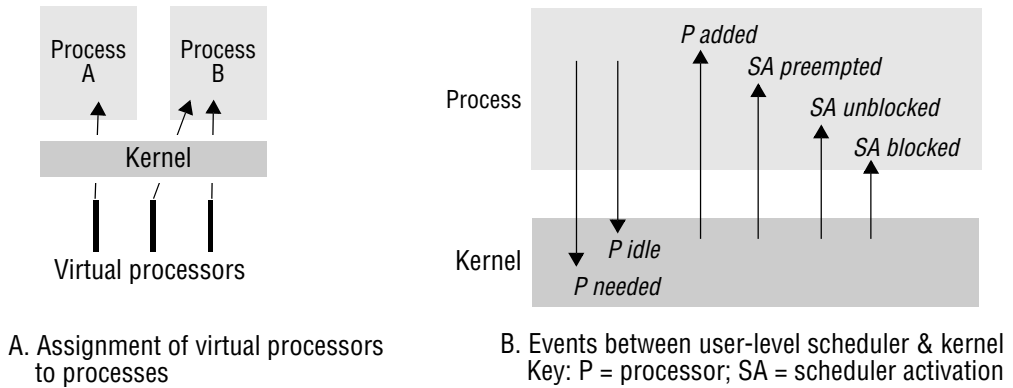 Process
A
Process
B
Kernel
Virtual processors
A. Assignment of virtual processors
to processes
Process
P added
SA preempted
SA unblocked
SA blocked
Kernel
P idle
P needed
B. Events between user-level scheduler & kernel
Key: P = processor; SA = scheduler activation